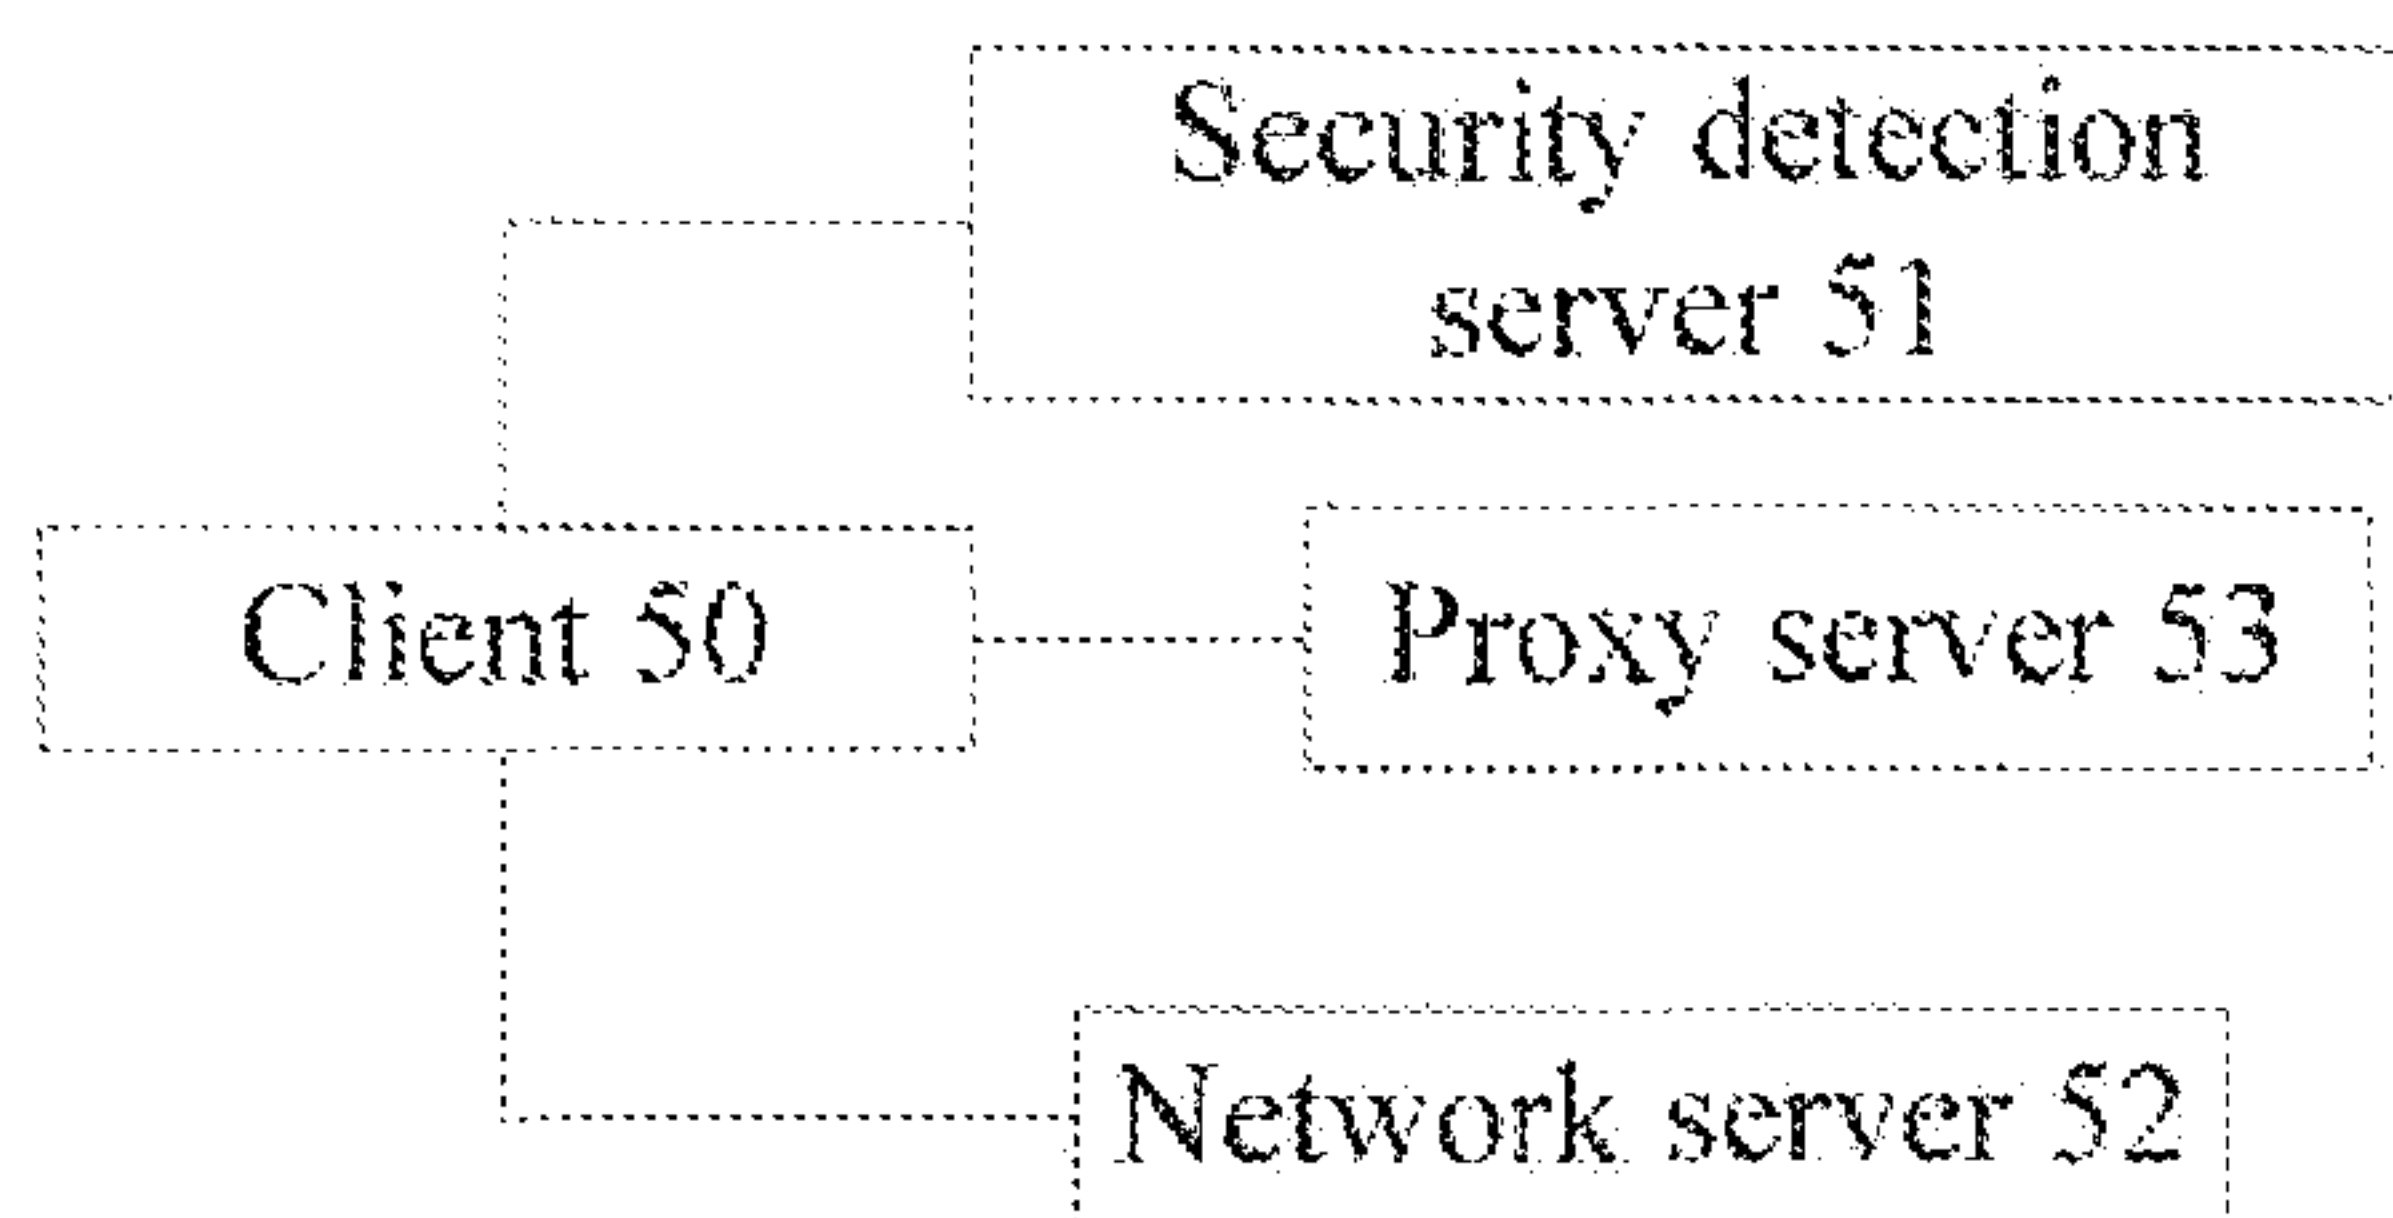 Security detection
server 51
Client 50
Proxy server 53
Network server 52